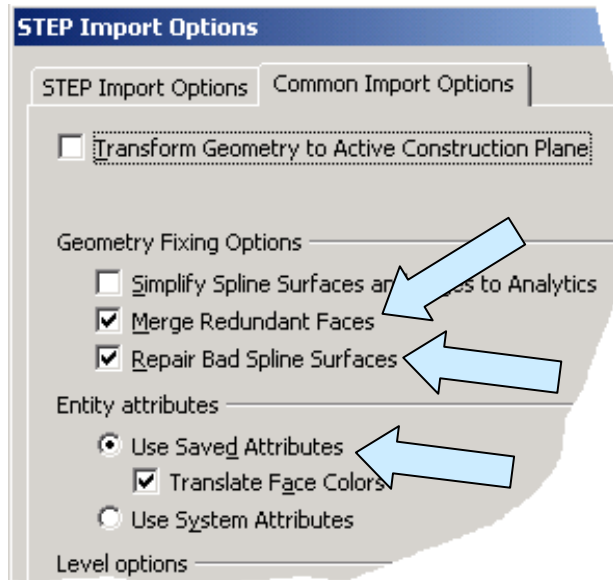 STEP Import Options
STEP Import Options Common Import Options
Transform Geometry to Active Construction Plane
Geometry Fixing Options
Simplify Spline Surfaces to Analytics
Merge Redundant Faces
Repair Bad Spline Surfaces
Entity attributes
Use Saved Attributes
Translate Face Colors
Use System Attributes
Level options